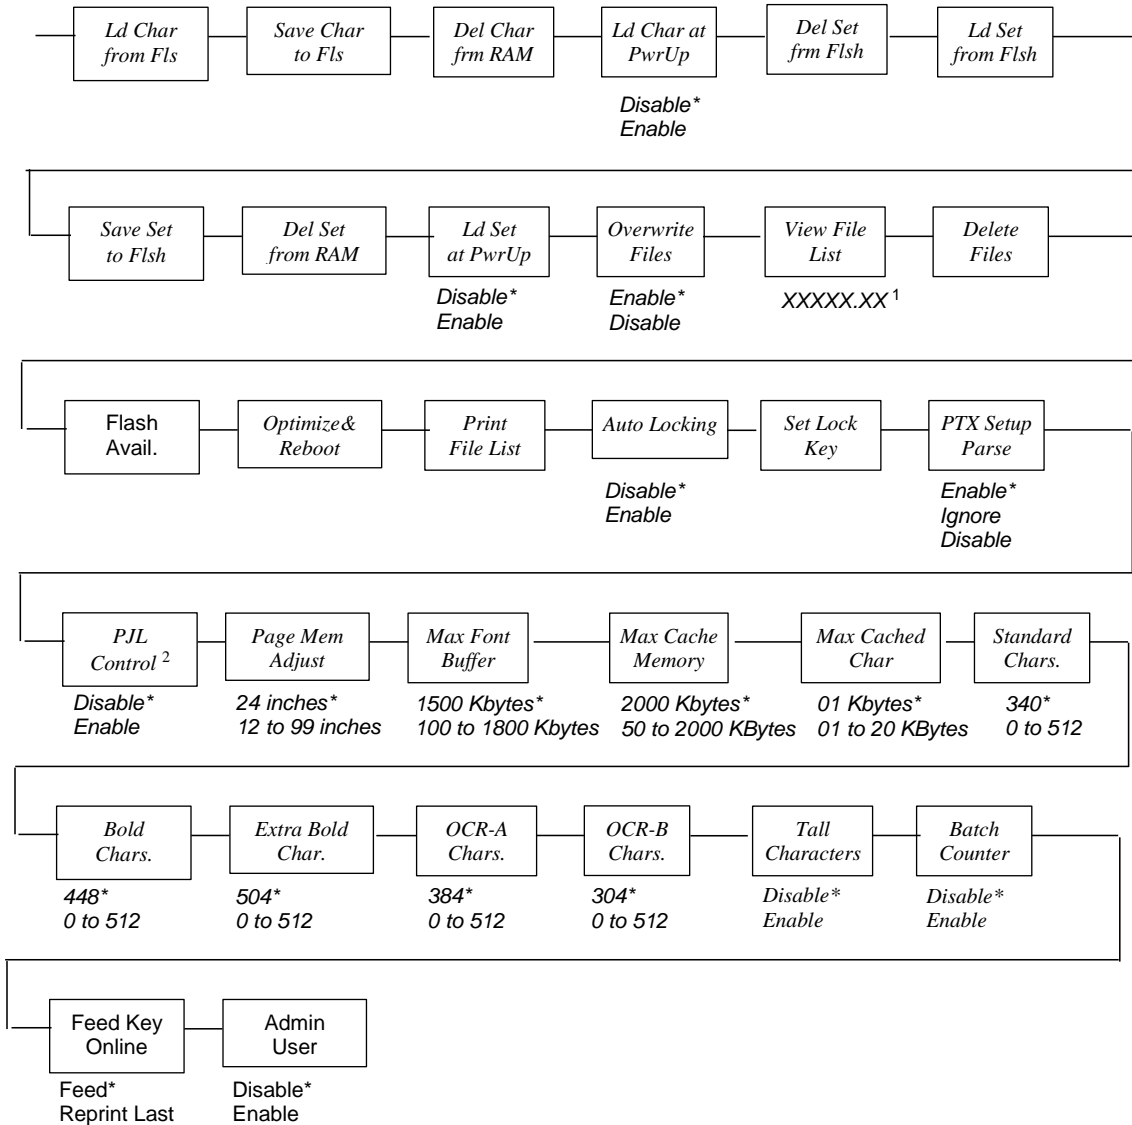 Ld Char
from Fls
Save Char
to Fls
Del Char
frm RAM
Ld Char at
PwrUp
Disable*
Enable
Del Set
frm Flsh
Ld Set
from Flsh
Save Set
to Flsh
Del Set
from RAM
Ld Set
at PwrUp
Disable*
Enable
Overwrite
Files
Enable*
Disable
View File
List
XXXXX.XX 1
Delete
Files
Flash
Avail.
Optimize&
Reboot
Print
File List
Auto Locking
Disable*
Enable
Set Lock
Key
PTX Setup
Parse
Enable*
Ignore
Disable
PJL
Control 2
Disable*
Enable
Page Mem
Adjust
24 inches*
12 to 99 inches
Max Font
Buffer
1500 Kbytes*
100 to 1800 Kbytes
Max Cache
Memory
2000 Kbytes*
50 to 2000 KBytes
Max Cached
Char
01 Kbytes*
01 to 20 KBytes
Standard
Chars.
340*
0 to 512
Bold
Chars.
448*
0 to 512
Extra Bold
Char.
504*
0 to 512
OCR-A
Chars.
384*
0 to 512
OCR-B
Chars.
304*
0 to 512
Tall
Characters
Disable*
Enable
Batch
Counter
Disable*
Enable
Feed Key
Online
Feed*
Reprint Last
Admin
User
Disable*
Enable